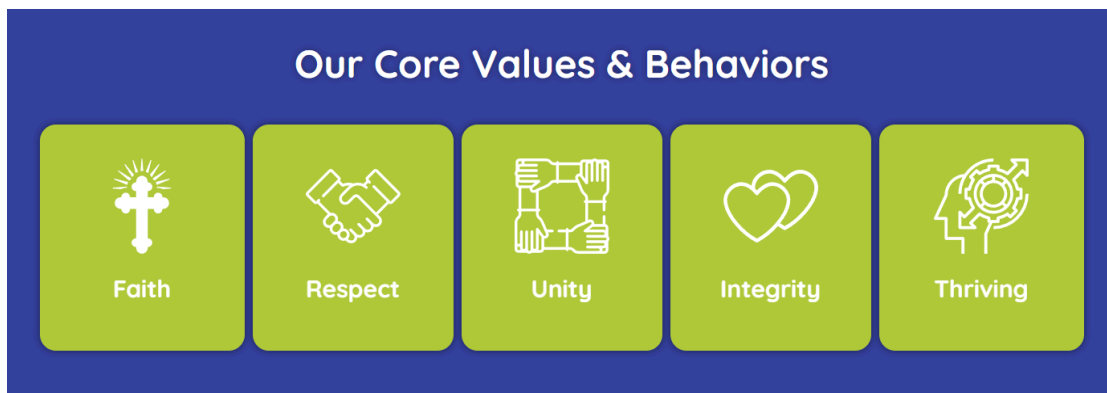 Our Core Values & Behaviors
Faith
Respect
Unity
Integrity
Thriving